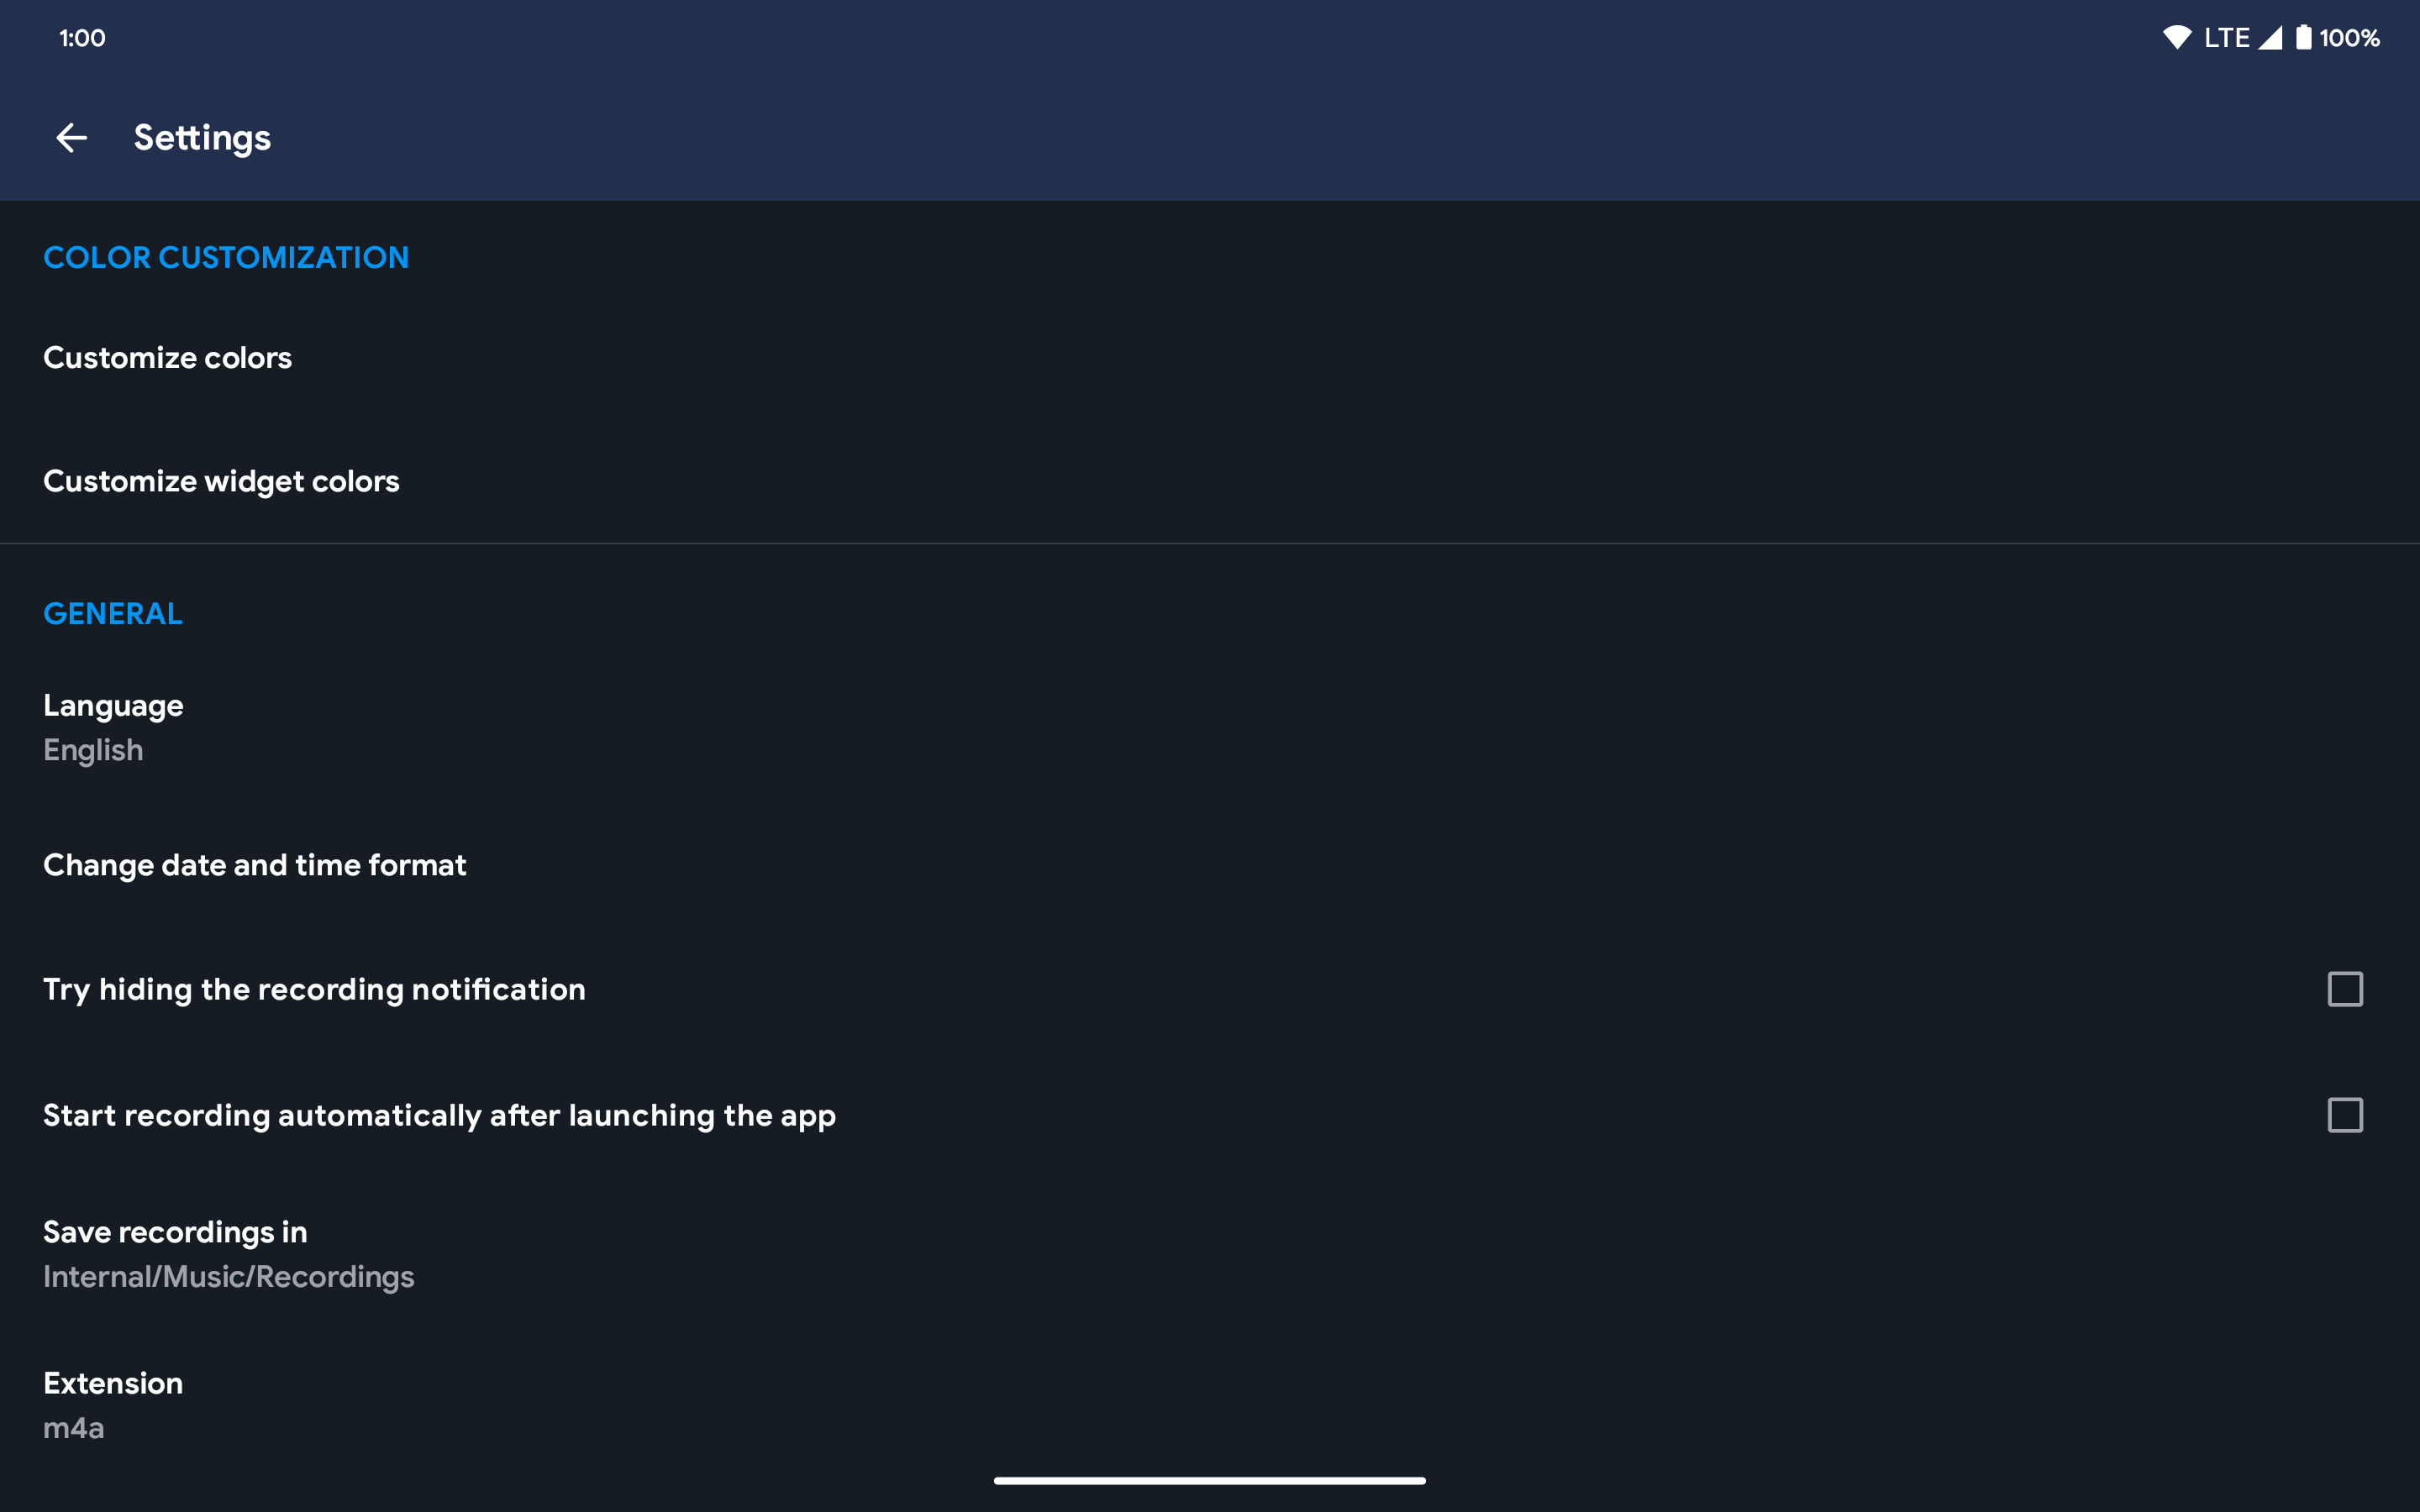 1:00
LTE 100%
Settings
COLOR CUSTOMIZATION
Customize colors
Customize widget colors
GENERAL
Language
English
Change date and time format
Try hiding the recording notification
Start recording automatically after launching the app
Save recordings in
Internal/Music/Recordings
Extension
m4a